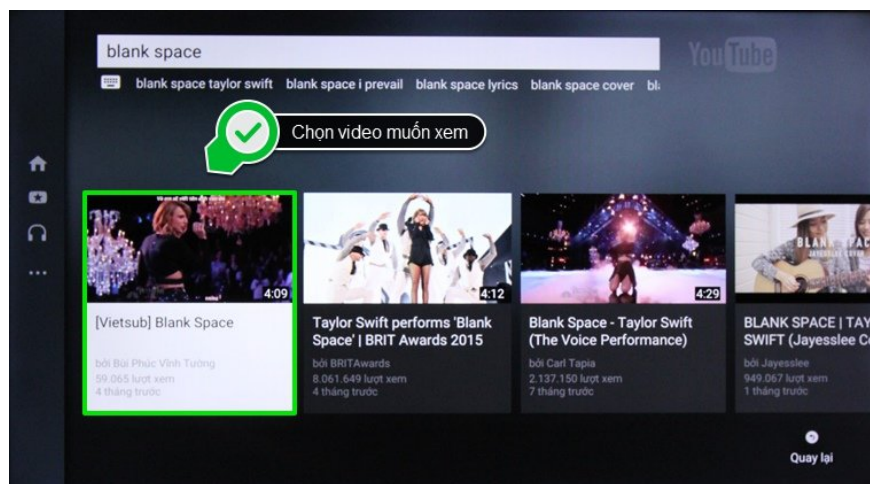 blank space
YouTube
blank space taylor swift blank space i prevail blank space lyrics blank space cover
Chọn video muốn xem
4:09
4:12
4:29
BLANK SPAC
JAYESSLEE COVER
[Vietsub] Blank Space
bởi Bùi Phúc Vĩnh Tường
59.065 lượt xem
4 tháng trước
Taylor Swift performs 'Blank
Space' | BRIT Awards 2015
bởi BRITAwards
8.061.649 lượt xem
4 tháng trước
Blank Space - Taylor Swift
(The Voice Performance)
bởi Carl Tapia
2.137.150 lượt xem
7 tháng trước
BLANK SPACE | TAY
SWIFT (Jayesslee Co
bởi Jayesslee
949.067 lượt xem
1 tháng trước
Quay lại